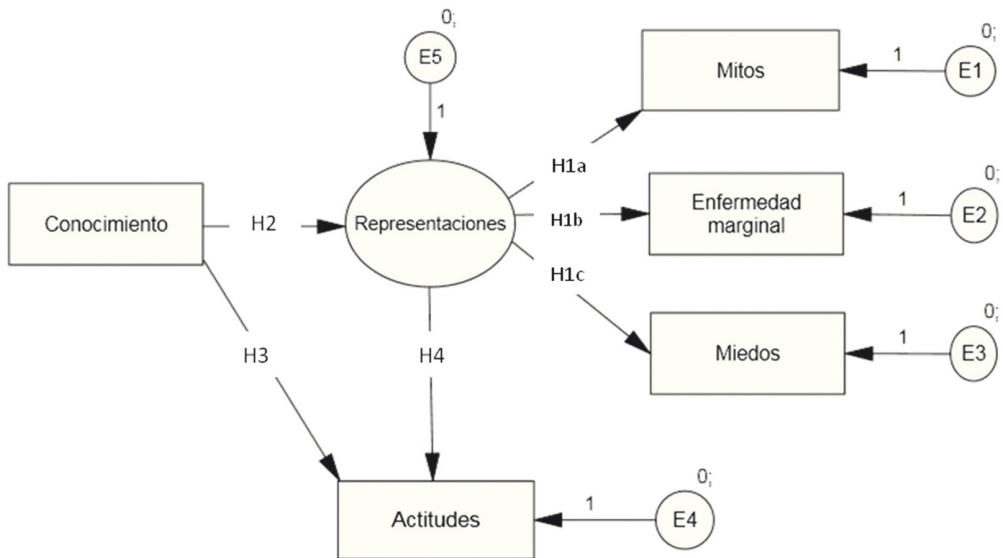 0;
E5
1
Mitos
1
0;
E1
H1a
Conocimiento
H2
Representaciones
H1b
Enfermedad
marginal
1
0;
E2
H1c
H3
H4
Miedos
1
0;
E3
Actitudes
1
0;
E4